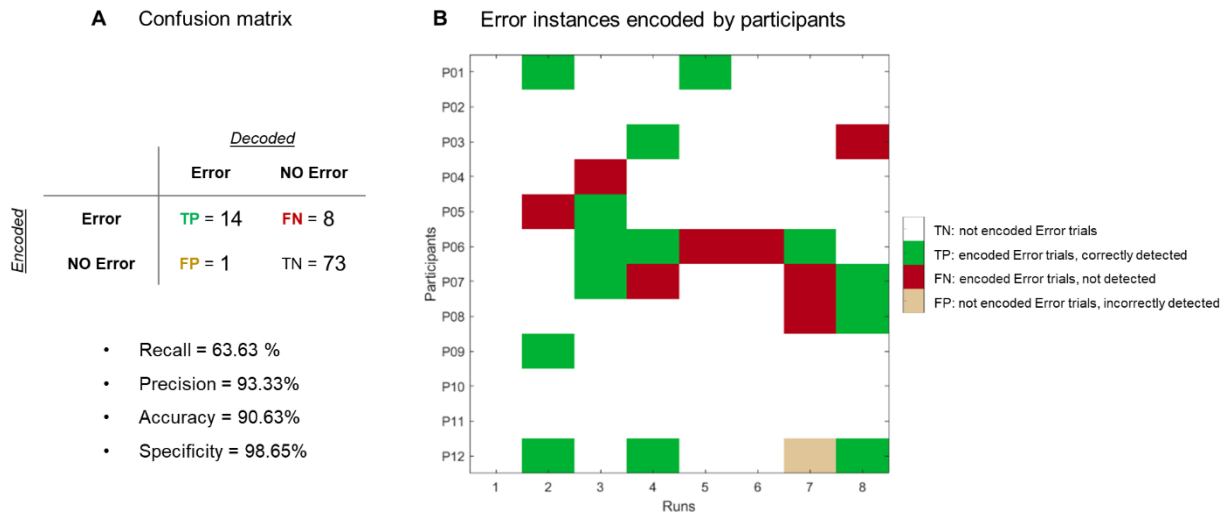 A Confusion matrix
Decoded
Error NO Error
Encoded
Error TP = 14 FN = 8
NO Error FP = 1 TN = 73
• Recall = 63.63 %
• Precision = 93.33%
• Accuracy = 90.63%
• Specificity = 98.65%
B Error instances encoded by participants
Participants
P01
P02
P03
P04
P05
P06
P07
P08
P09
P10
P11
P12
1 2 3 4 5 6 7 8
Runs
TN: not encoded Error trials
TP: encoded Error trials, correctly detected
FN: encoded Error trials, not detected
FP: not encoded Error trials, incorrectly detected